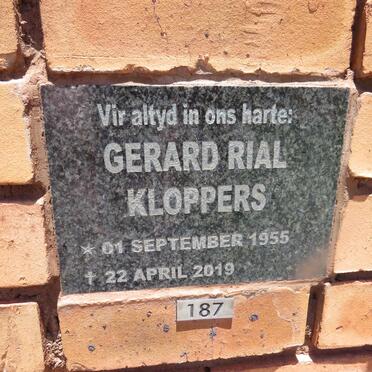 Vir altyd in ons harte:
GERARD RIAL
KLOPPERS
* 01 SEPTEMBER 1955
† 22 APRIL 2019
187